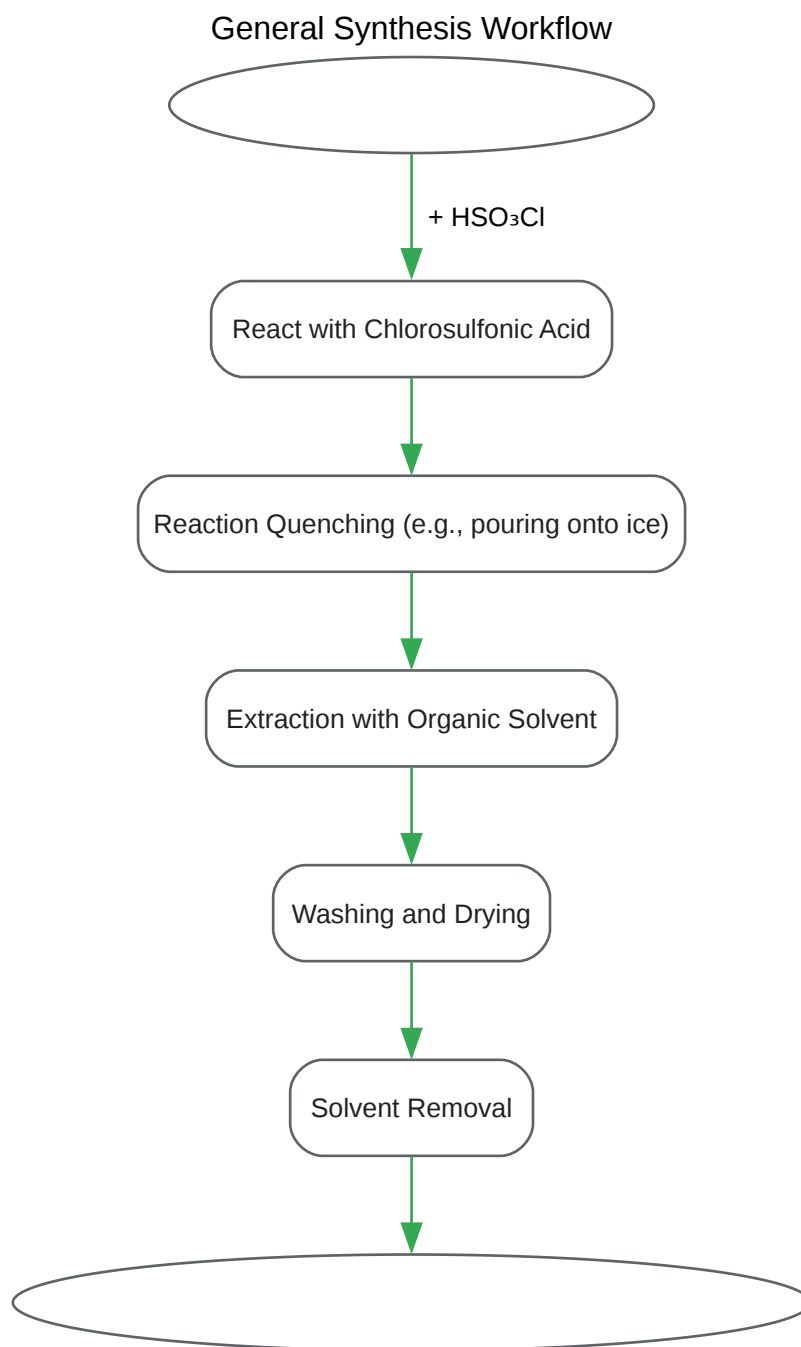 General Synthesis Workflow
+ HSO₃Cl
React with Chlorosulfonic Acid
Reaction Quenching (e.g., pouring onto ice)
Extraction with Organic Solvent
Washing and Drying
Solvent Removal